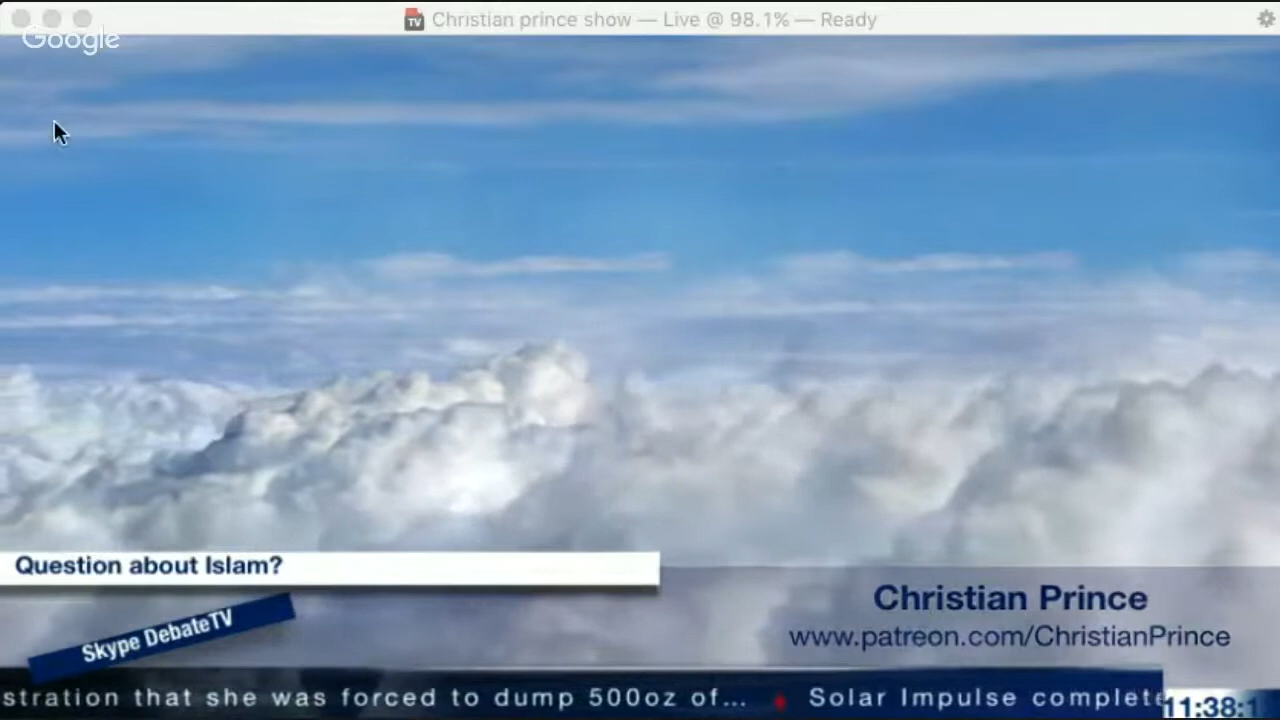 TV Christian prince show — Live @ 98.1% — Ready
Google
Question about Islam?
Christian Prince
Skype DebateTV
www.patreon.com/ChristianPrince
stration that she was forced to dump 500oz of... ♦ Solar Impulse complete
11:38:1